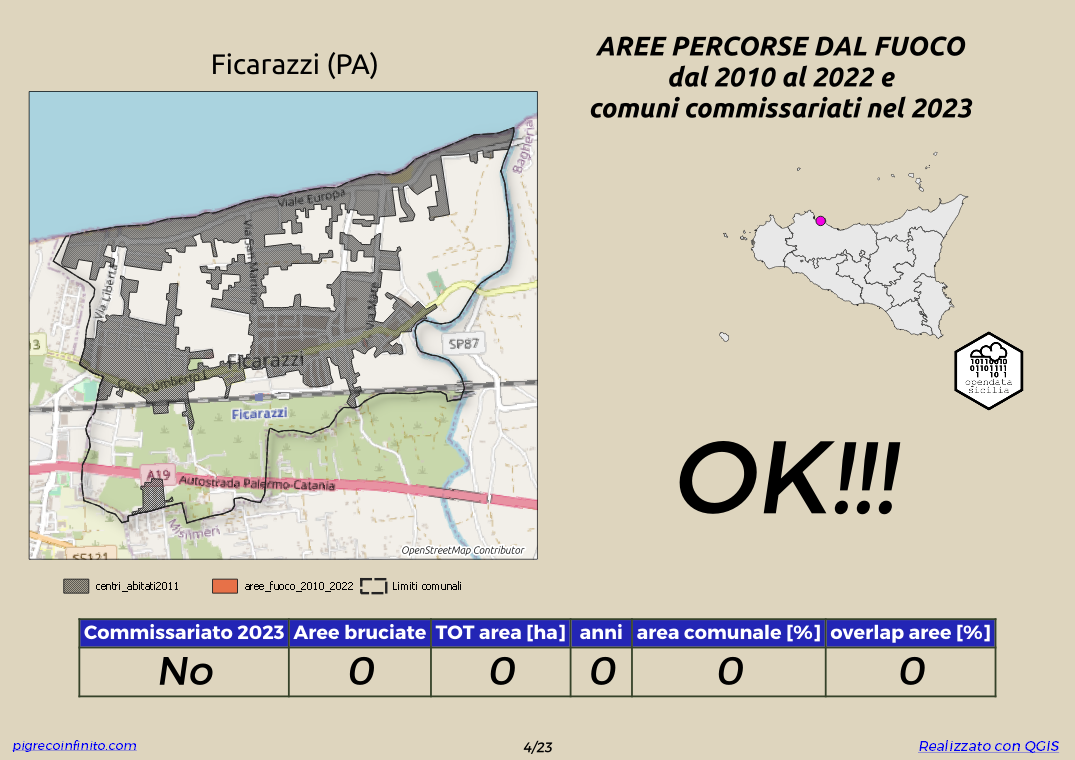 Ficarazzi (PA)
AREE PERCORSE DAL FUOCO
dal 2010 al 2022 e
comuni commissariati nel 2023
Bagheria
Viale Europa
Via San Martino
Via Libertà
Via Mare
Ficarazzi
SP87
Corso Umberto I
Ficarazzi
A19
Autostrada Palermo-Catania
Misilmeri
SS121
OpenStreetMap Contributor
10110010
01101111
1 10 1
opendata
sicilia
OK!!!
centri_abitati2011
aree_fuoco_2010_2022
Limiti comunali
Commissariato 2023 Aree bruciate TOT area [ha] anni area comunale [%] overlap aree [%]
No 0 0 0 0 0
pigrecoinfinito.com
4/23
Realizzato con QGIS